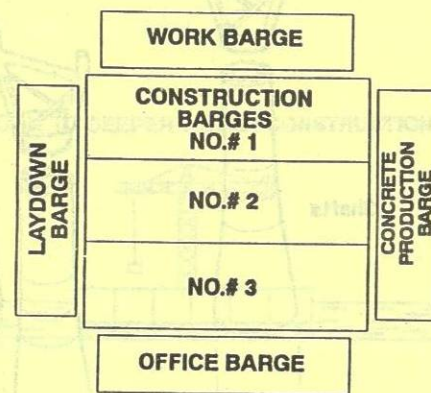 WORK BARGE
LAYDOWN
BARGE
CONSTRUCTION
BARGES
NO.# 1
NO.# 2
NO.# 3
CONCRETE
PRODUCTION
BARGE
OFFICE BARGE